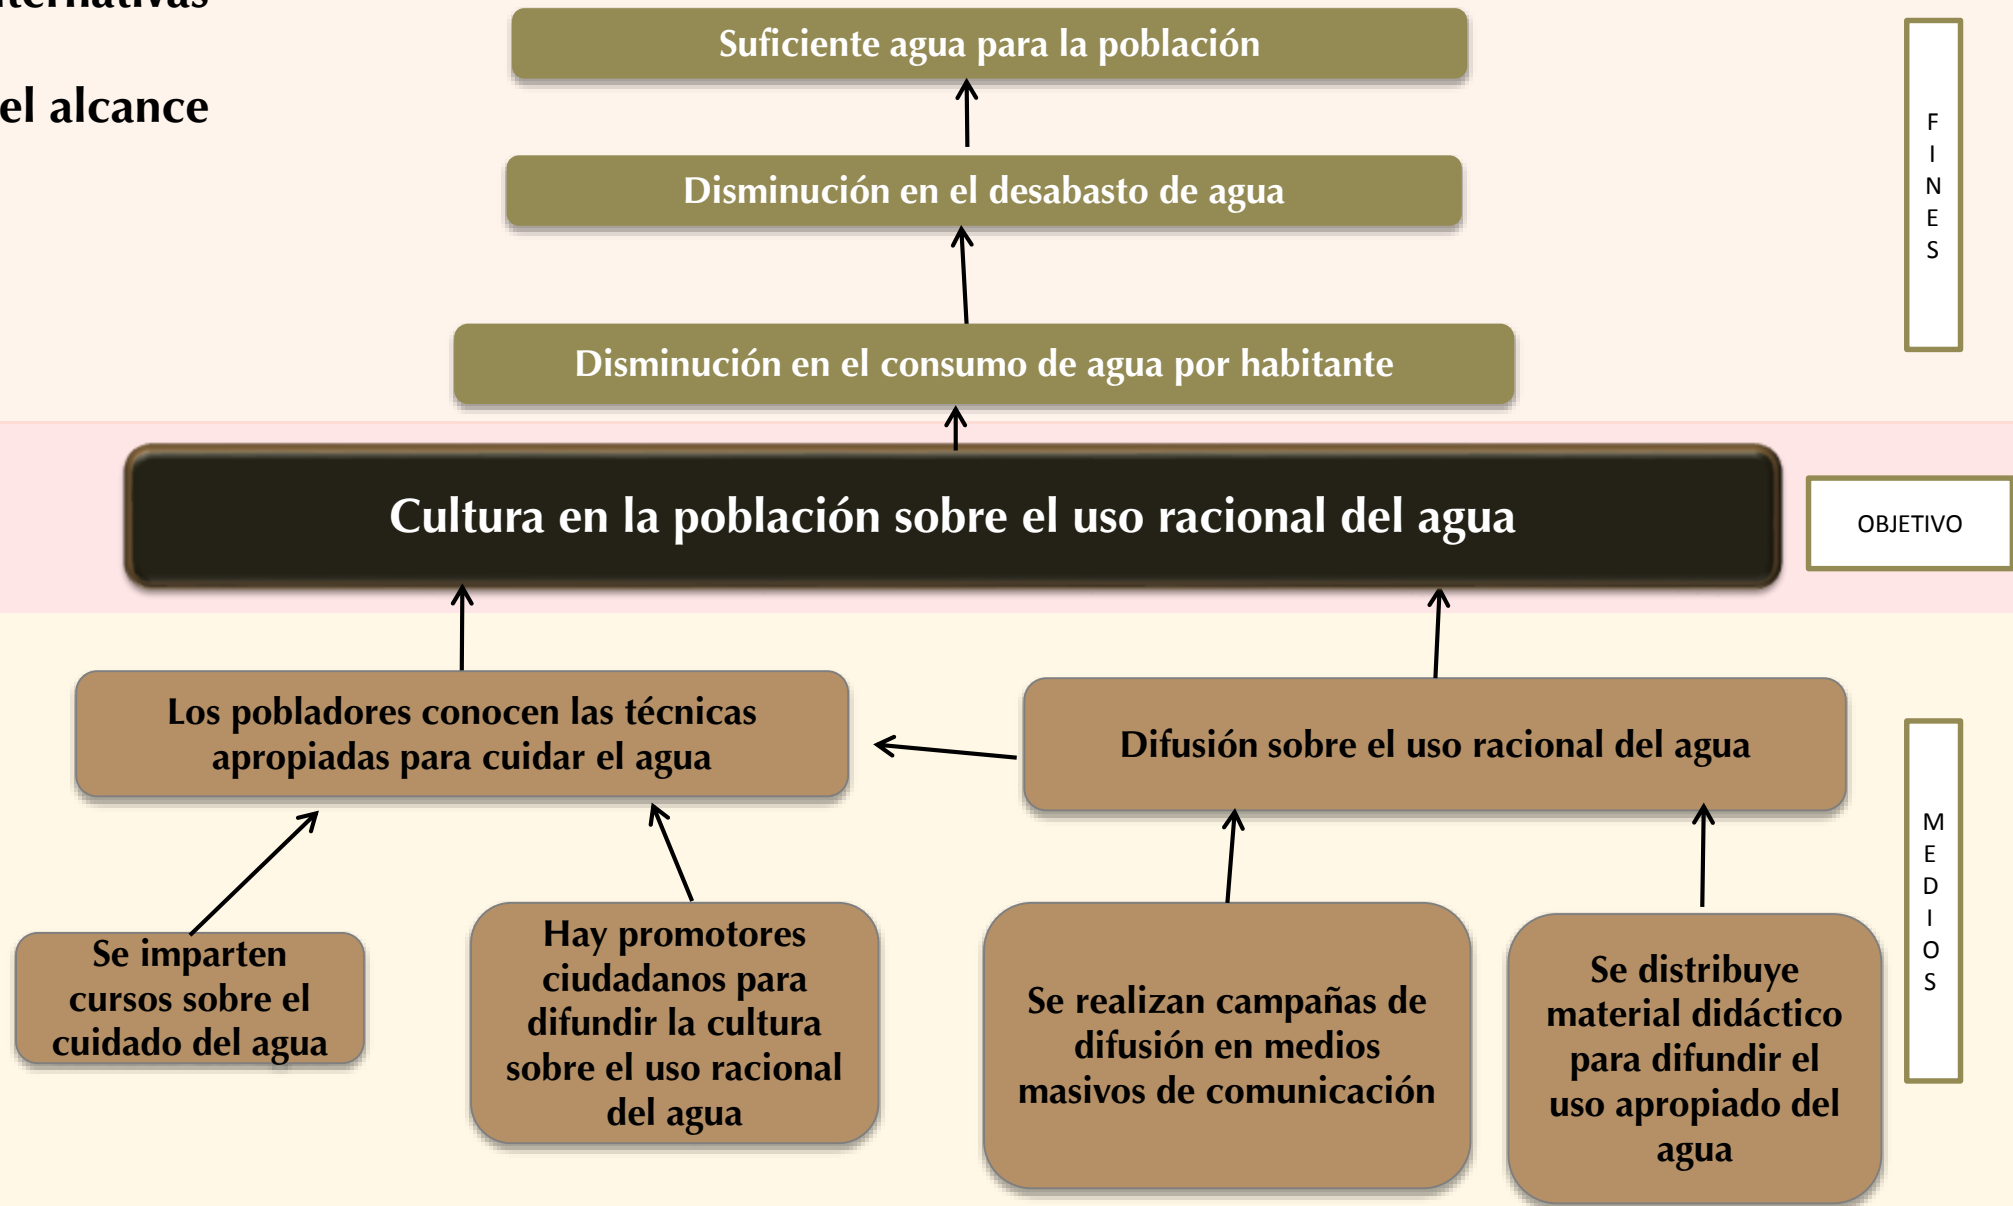 el alcance
Suficiente agua para la población
Disminución en el desabasto de agua
Disminución en el consumo de agua por habitante
FINES
Cultura en la población sobre el uso racional del agua
OBJETIVO
Los pobladores conocen las técnicas
apropiadas para cuidar el agua
Difusión sobre el uso racional del agua
Se imparten
cursos sobre el
cuidado del agua
Hay promotores
ciudadanos para
difundir la cultura
sobre el uso racional
del agua
Se realizan campañas de
difusión en medios
masivos de comunicación
Se distribuye
material didáctico
para difundir el
uso apropiado del
agua
MEDIOS